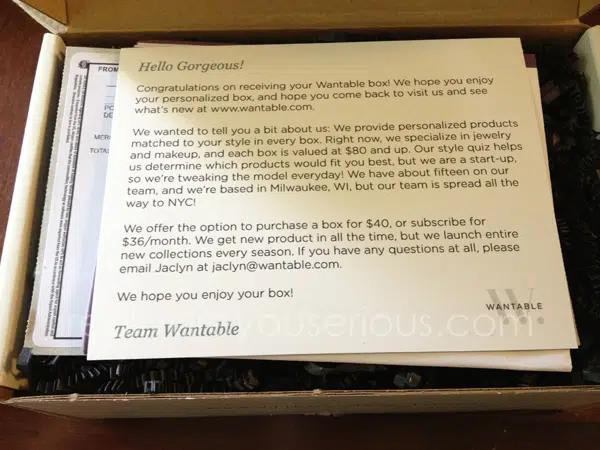 FROM
Hello Gorgeous!
Congratulations on receiving your Wantable box! We hope you enjoy
your personalized box, and hope you come back to visit us and see
what's new at www.wantable.com.
We wanted to tell you a bit about us: We provide personalized products
matched to your style in every box. Right now, we specialize in jewelry
and makeup, and each box is valued at $80 and up. Our style quiz helps
us determine which products would fit you best, but we are a start-up,
so we're tweaking the model everyday! We have about fifteen on our
team, and we're based in Milwaukee, WI, but our team is spread all the
way to NYC!
We offer the option to purchase a box for $40, or subscribe for
$36/month. We get new product in all the time, but we launch entire
new collections every season. If you have any questions at all, please
email Jaclyn at jaclyn@wantable.com.
We hope you enjoy your box!
W.
WANTABLE
Team Wantable